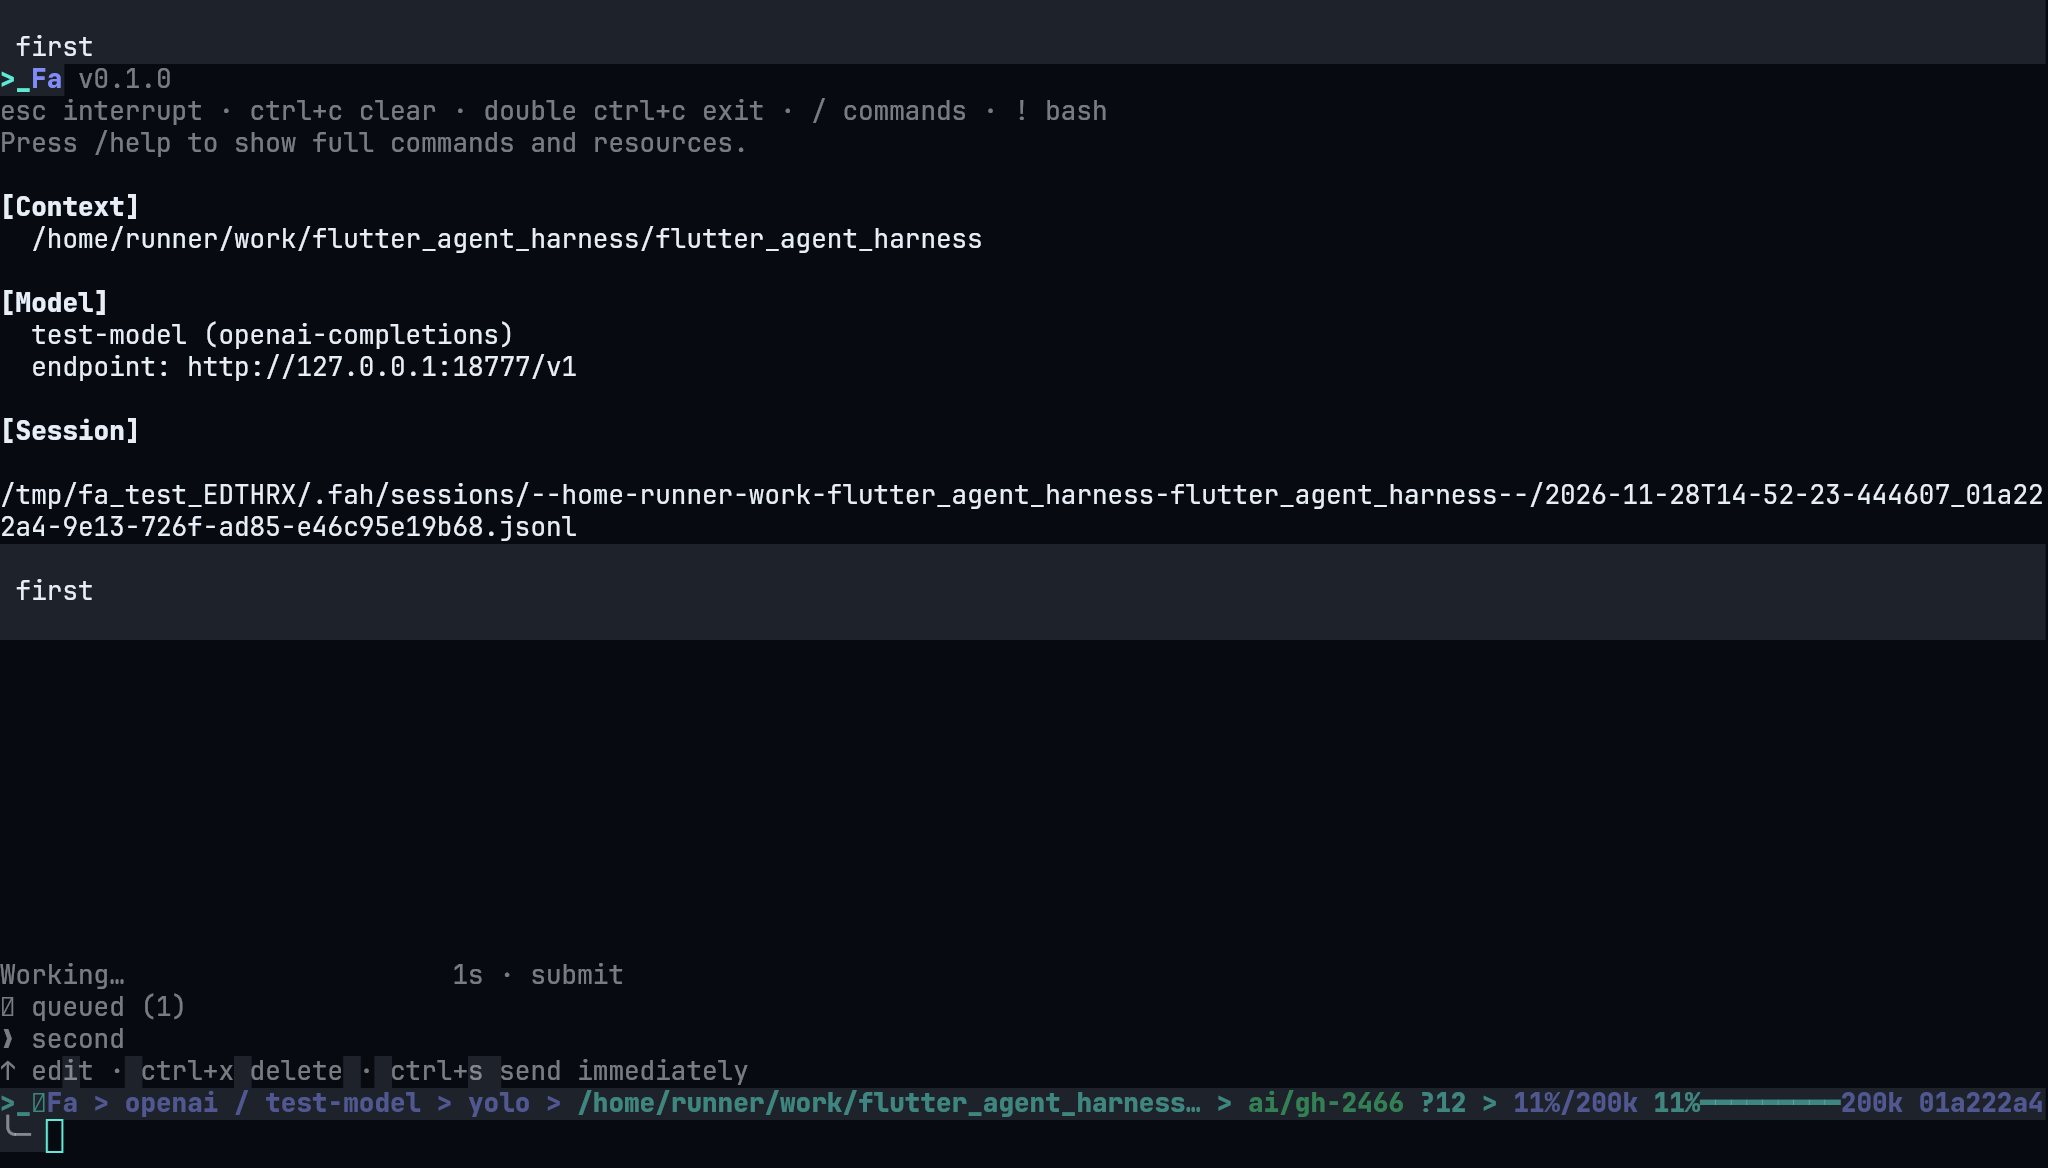 first
>_Fa v0.1.0
esc interrupt · ctrl+c clear · double ctrl+c exit · / commands · ! bash
Press /help to show full commands and resources.
[Context]
/home/runner/work/flutter_agent_harness/flutter_agent_harness
[Model]
test-model (openai-completions)
endpoint: http://127.0.0.1:18777/v1
[Session]
/tmp/fa_test_EDTHRX/.fah/sessions/--home-runner-work-flutter_agent_harness-flutter_agent_harness--/2026-11-28T14-52-23-444607_01a22
2a4-9e13-726f-ad85-e46c95e19b68.jsonl
first
Working… 1s · submit
queued (1)
❫ second
↑ edit · ctrl+x delete · ctrl+s send immediately
>_Fa > openai / test-model > yolo > /home/runner/work/flutter_agent_harness… > ai/gh-2466 ?12 > 11%/200k 11%━━━━━━━━━200k 01a222a4